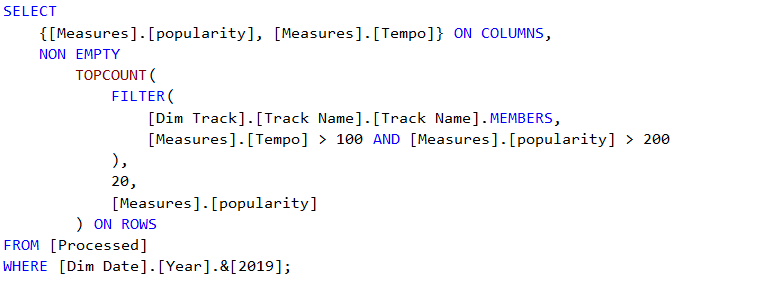 SELECT
    {[Measures].[popularity], [Measures].[Tempo]} ON COLUMNS,
    NON EMPTY
        TOPCOUNT(
            FILTER(
                [Dim Track].[Track Name].[Track Name].MEMBERS,
                [Measures].[Tempo] > 100 AND [Measures].[popularity] > 200
            ),
            20,
            [Measures].[popularity]
        ) ON ROWS
FROM [Processed]
WHERE [Dim Date].[Year].&[2019];